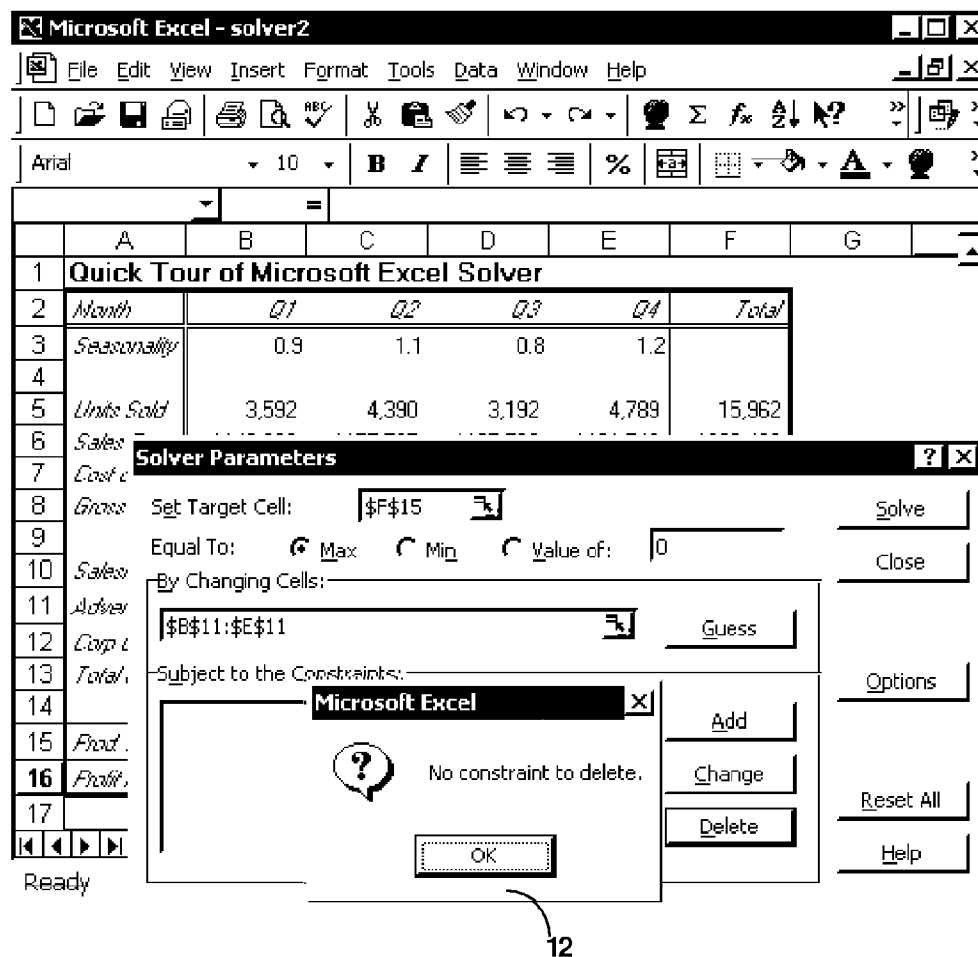 Microsoft Excel - solver2
File Edit View Insert Format Tools Data Window Help
Arial 10 B I %
=
A B C D E F G
1 Quick Tour of Microsoft Excel Solver
2 Month Q1 Q2 Q3 Q4 Total
3 Seasonality 0.9 1.1 0.8 1.2
4
5 Units Sold 3,592 4,390 3,192 4,789 15,962
6 Sales
7 Cost
8 Gross
9
10 Sales
11 Adver
12 Corp
13 Total
14
15 Prod
16 Profit
17
Solver Parameters
Set Target Cell: $F$15 Solve
Equal To: Max Min Value of: 0 Close
By Changing Cells:
$B$11:$E$11 Guess
Subject to the Constraints: Options
Microsoft Excel
Add
No constraint to delete. Change
Reset All
Delete
OK Help
Ready
12